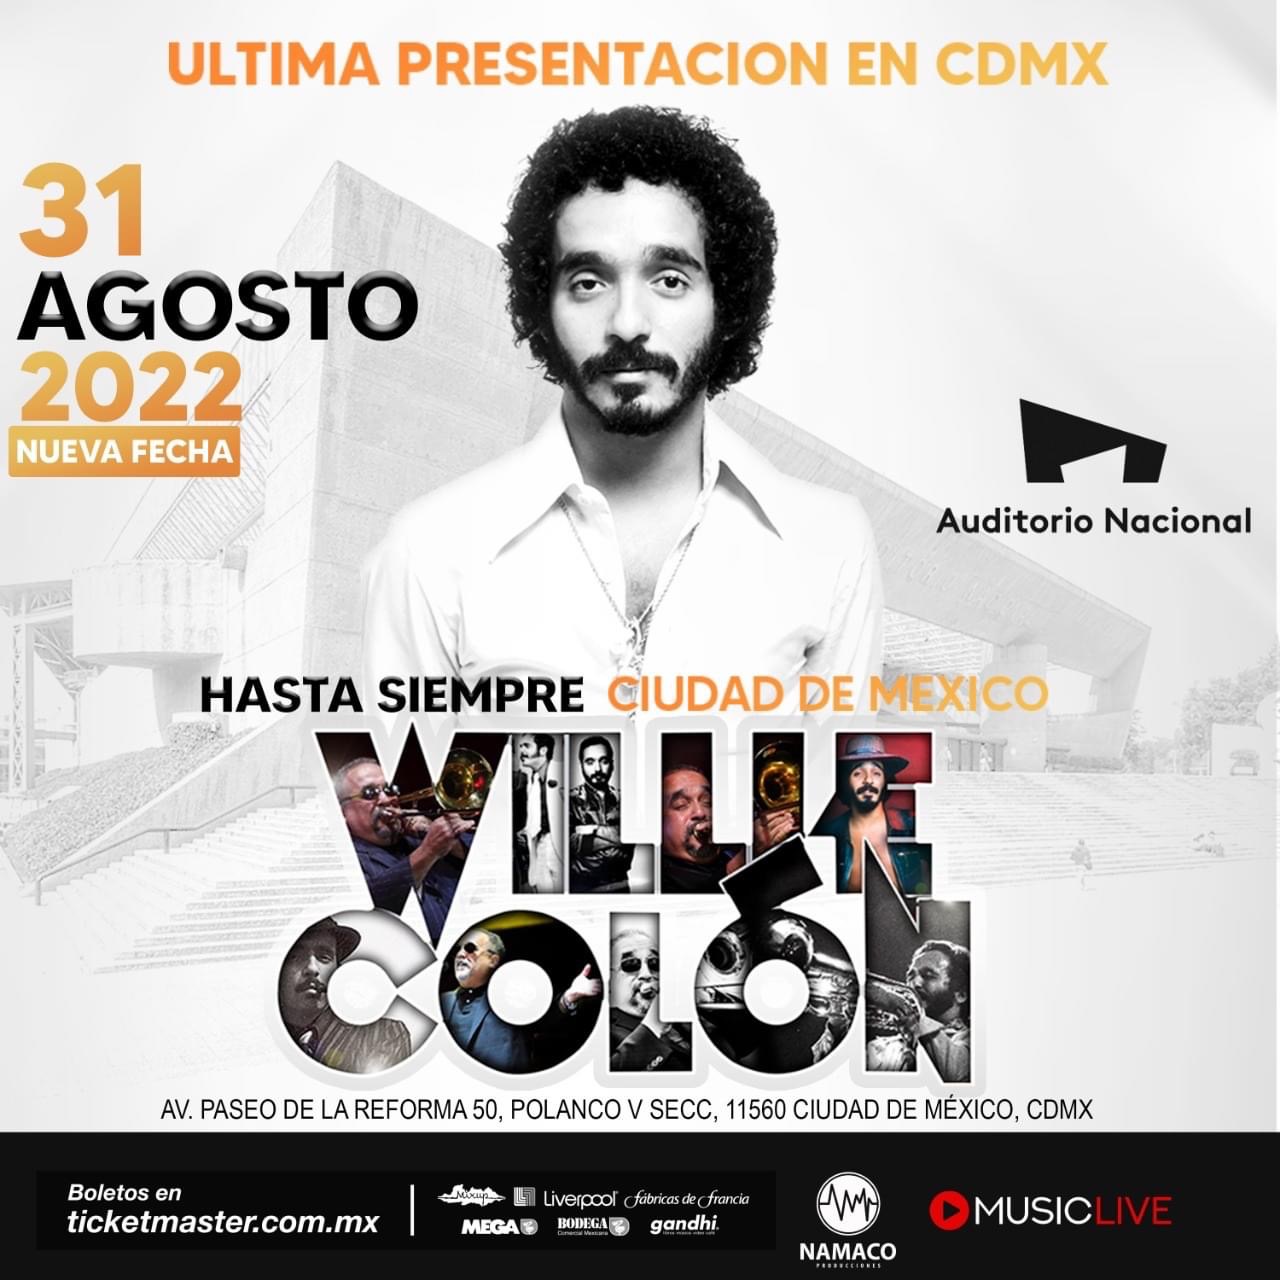 ULTIMA PRESENTACION EN CDMX
31
AGOSTO
2022
NUEVA FECHA
Auditorio Nacional
HASTA SIEMPRE CIUDAD DE MEXICO
WILLIE
COLÓN
AV. PASEO DE LA REFORMA 50, POLANCO V SECC, 11560 CIUDAD DE MÉXICO, CDMX
Boletos en
ticketmaster.com.mx
Mixup Liverpool fábricas de francia
MEGA BODEGA Comercial Mexicana gandhi
NAMACO
PRODUCCIONES
MUSICLIVE